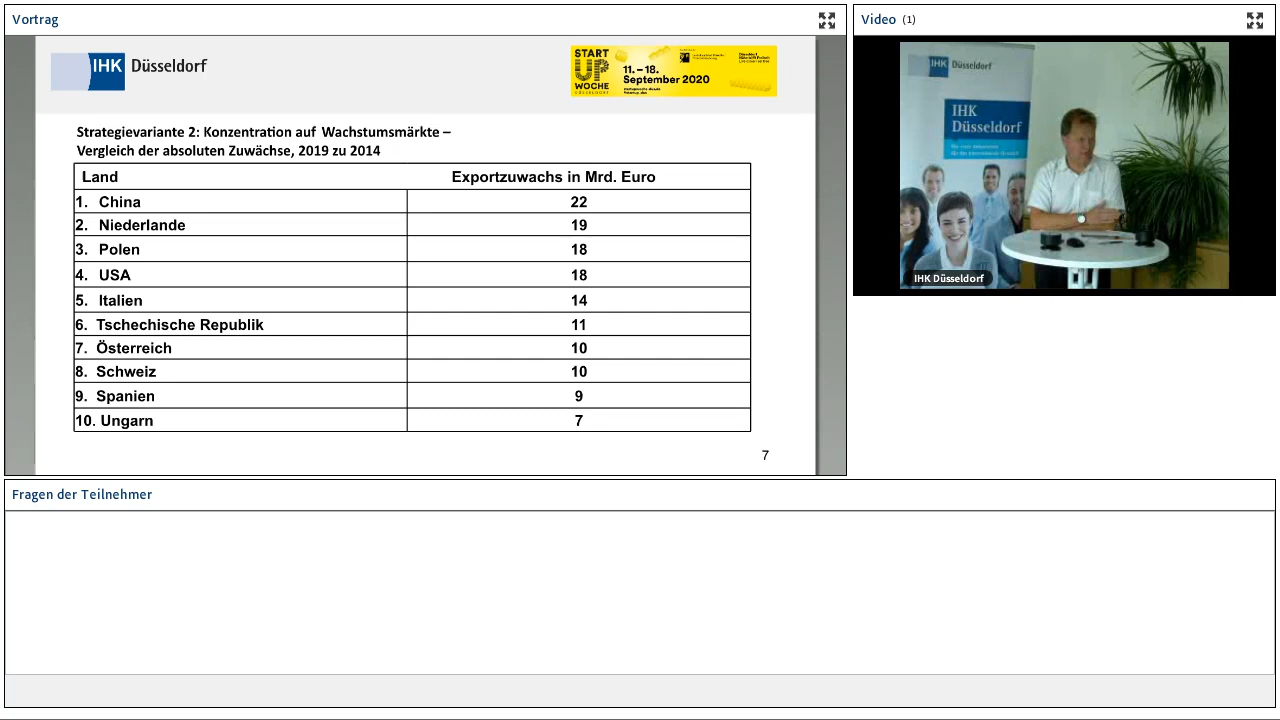 Vortrag
IHK Düsseldorf
START
UP
WOCHE
DÜSSELDORF
11. – 18.
September 2020
Strategievariante 2: Konzentration auf Wachstumsmärkte –
Vergleich der absoluten Zuwächse, 2019 zu 2014
Land Exportzuwachs in Mrd. Euro
1. China 22
2. Niederlande 19
3. Polen 18
4. USA 18
5. Italien 14
6. Tschechische Republik 11
7. Österreich 10
8. Schweiz 10
9. Spanien 9
10. Ungarn 7
7
Video (1)
IHK Düsseldorf
IHK
Düsseldorf
IHK Düsseldorf
Fragen der Teilnehmer